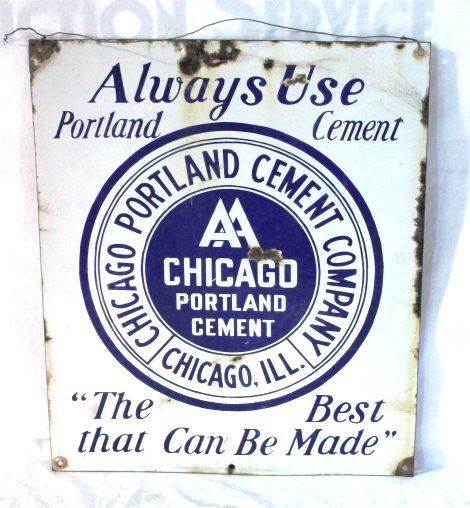 Always Use
Portland Cement
CHICAGO PORTLAND CEMENT COMPANY
AA
CHICAGO
PORTLAND
CEMENT
CHICAGO, ILL.
"The Best
that Can Be Made"